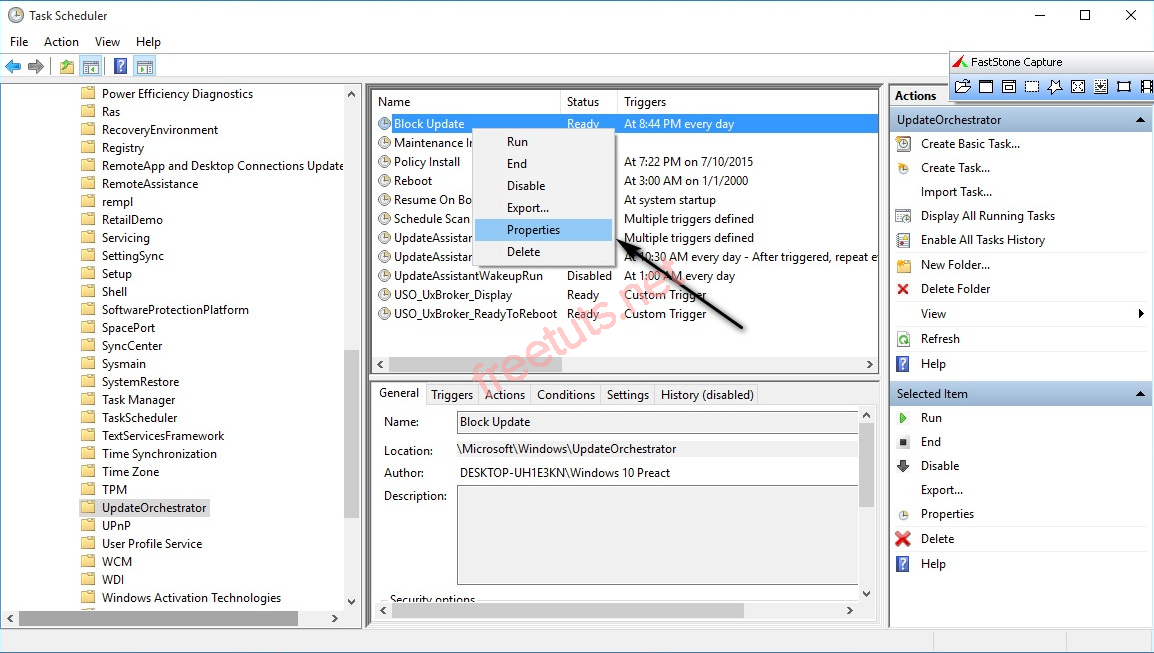 Task Scheduler
File Action View Help
FastStone Capture
Power Efficiency Diagnostics
Ras
RecoveryEnvironment
Registry
RemoteApp and Desktop Connections Update
RemoteAssistance
rempl
RetailDemo
Servicing
SettingSync
Setup
Shell
SoftwareProtectionPlatform
SpacePort
SyncCenter
Sysmain
SystemRestore
Task Manager
TaskScheduler
TextServicesFramework
Time Synchronization
Time Zone
TPM
UpdateOrchestrator
UPnP
User Profile Service
WCM
WDI
Windows Activation Technologies
Name Status Triggers
Block Update Ready At 8:44 PM every day
Maintenance In
Policy Install At 7:22 PM on 7/10/2015
Reboot At 3:00 AM on 1/1/2000
Resume On Bo At system startup
Schedule Scan Multiple triggers defined
UpdateAssistan Multiple triggers defined
UpdateAssistan At 10:30 AM every day - After triggered, repeat e
UpdateAssistantWakeupRun Disabled At 1:00 AM every day
USO_UxBroker_Display Ready Custom Trigger
USO_UxBroker_ReadyToReboot Ready Custom Trigger
Run
End
Disable
Export...
Properties
Delete
freetuts.net
General Triggers Actions Conditions Settings History (disabled)
Name: Block Update
Location: \Microsoft\Windows\UpdateOrchestrator
Author: DESKTOP-UH1E3KN\Windows 10 Preact
Description:
Security options
Actions
UpdateOrchestrator
Create Basic Task...
Create Task...
Import Task...
Display All Running Tasks
Enable All Tasks History
New Folder...
Delete Folder
View
Refresh
Help
Selected Item
Run
End
Disable
Export...
Properties
Delete
Help